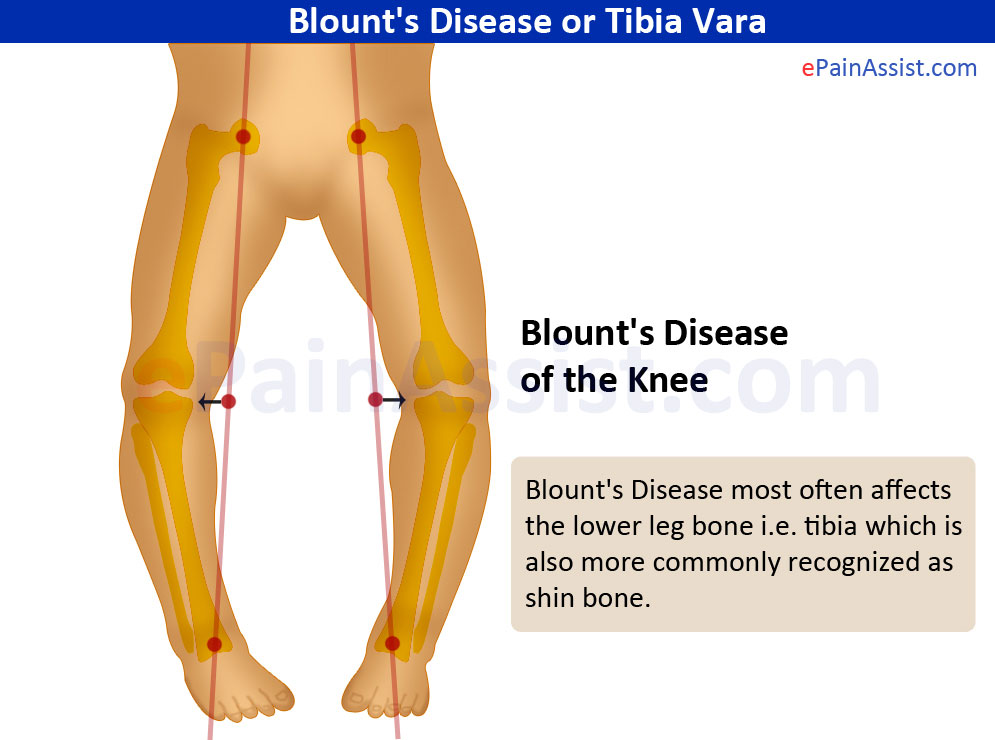 Blount's Disease or Tibia Vara
ePainAssist.com
Blount's Disease
of the Knee
ePainAssist.com
Blount's Disease most often affects
the lower leg bone i.e. tibia which is
also more commonly recognized as
shin bone.